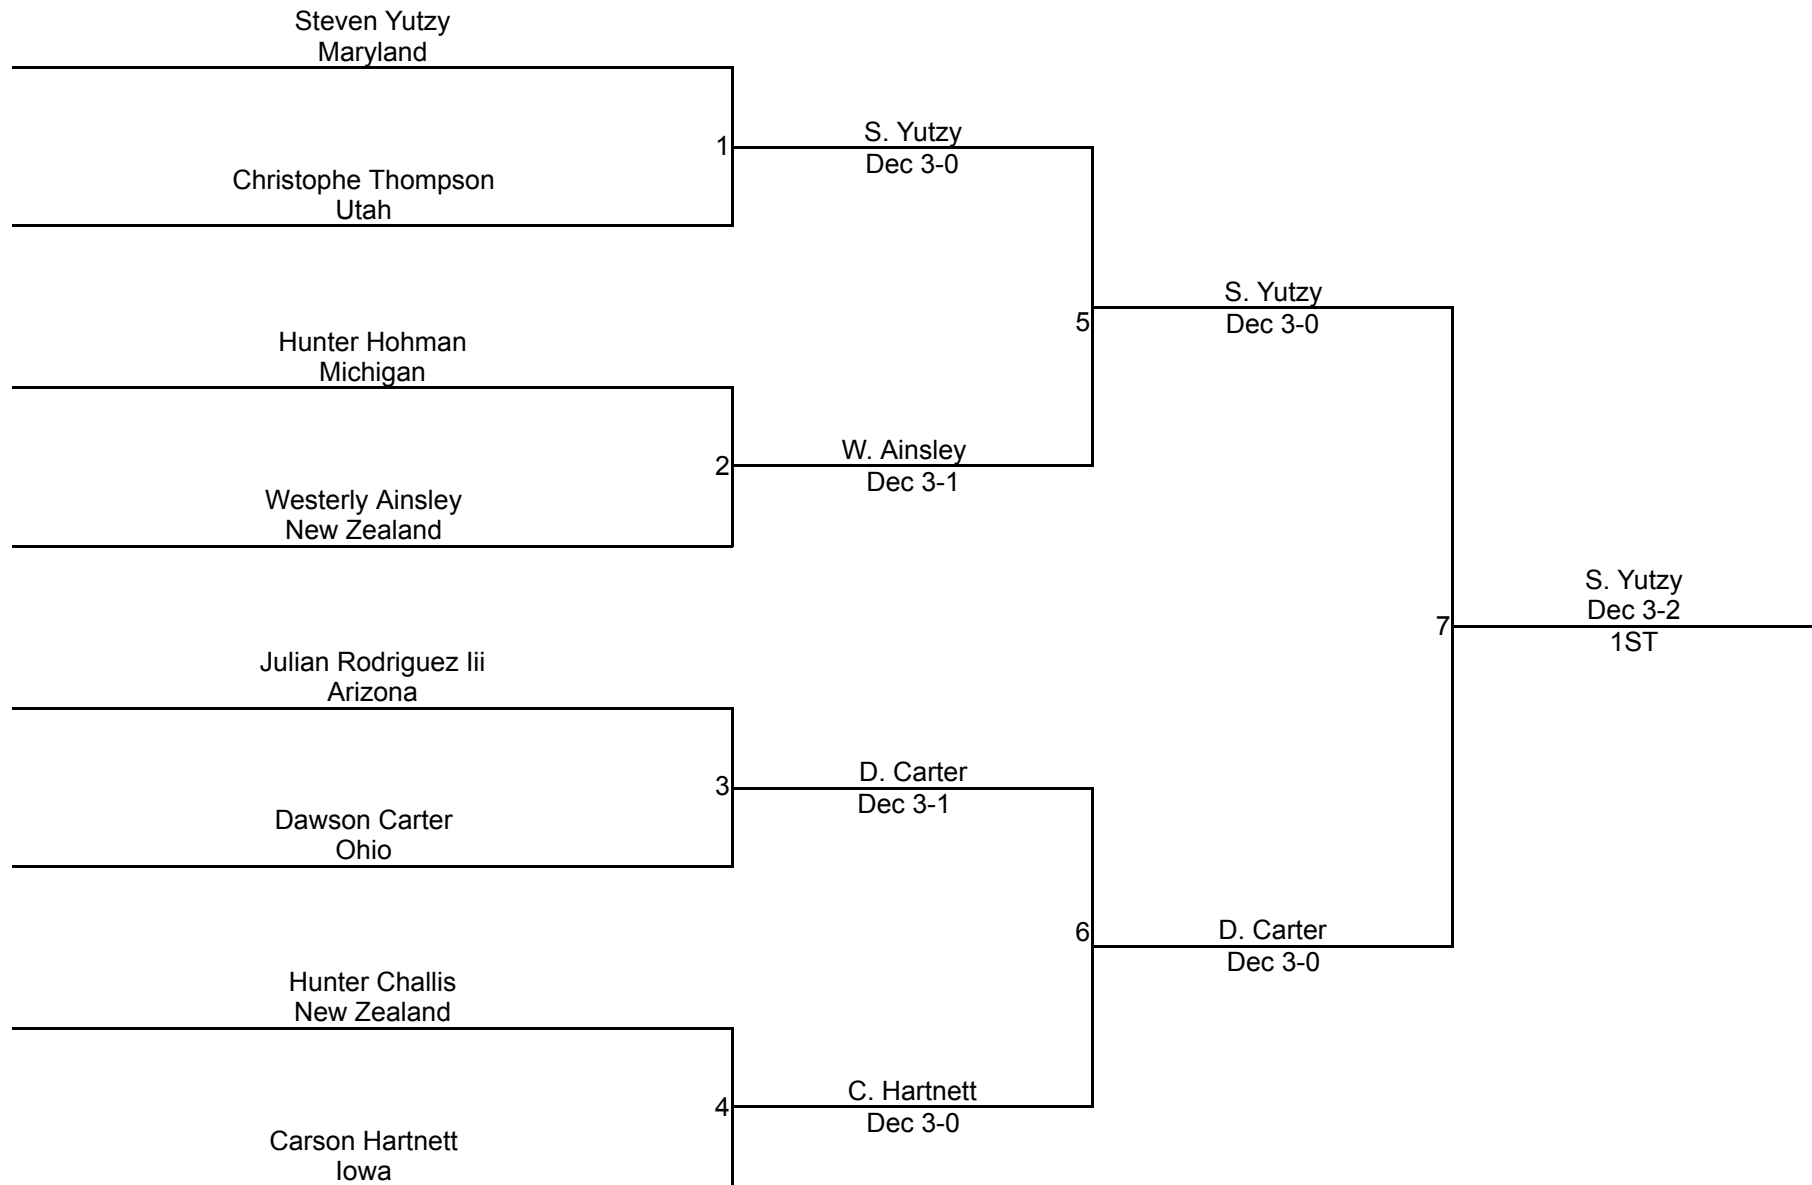 Steven Yutzy
Maryland
1
S. Yutzy
Dec 3-0
Christophe Thompson
Utah
5
S. Yutzy
Dec 3-0
Hunter Hohman
Michigan
2
W. Ainsley
Dec 3-1
Westerly Ainsley
New Zealand
7
S. Yutzy
Dec 3-2
1ST
Julian Rodriguez Iii
Arizona
3
D. Carter
Dec 3-1
Dawson Carter
Ohio
6
D. Carter
Dec 3-0
Hunter Challis
New Zealand
4
C. Hartnett
Dec 3-0
Carson Hartnett
Iowa